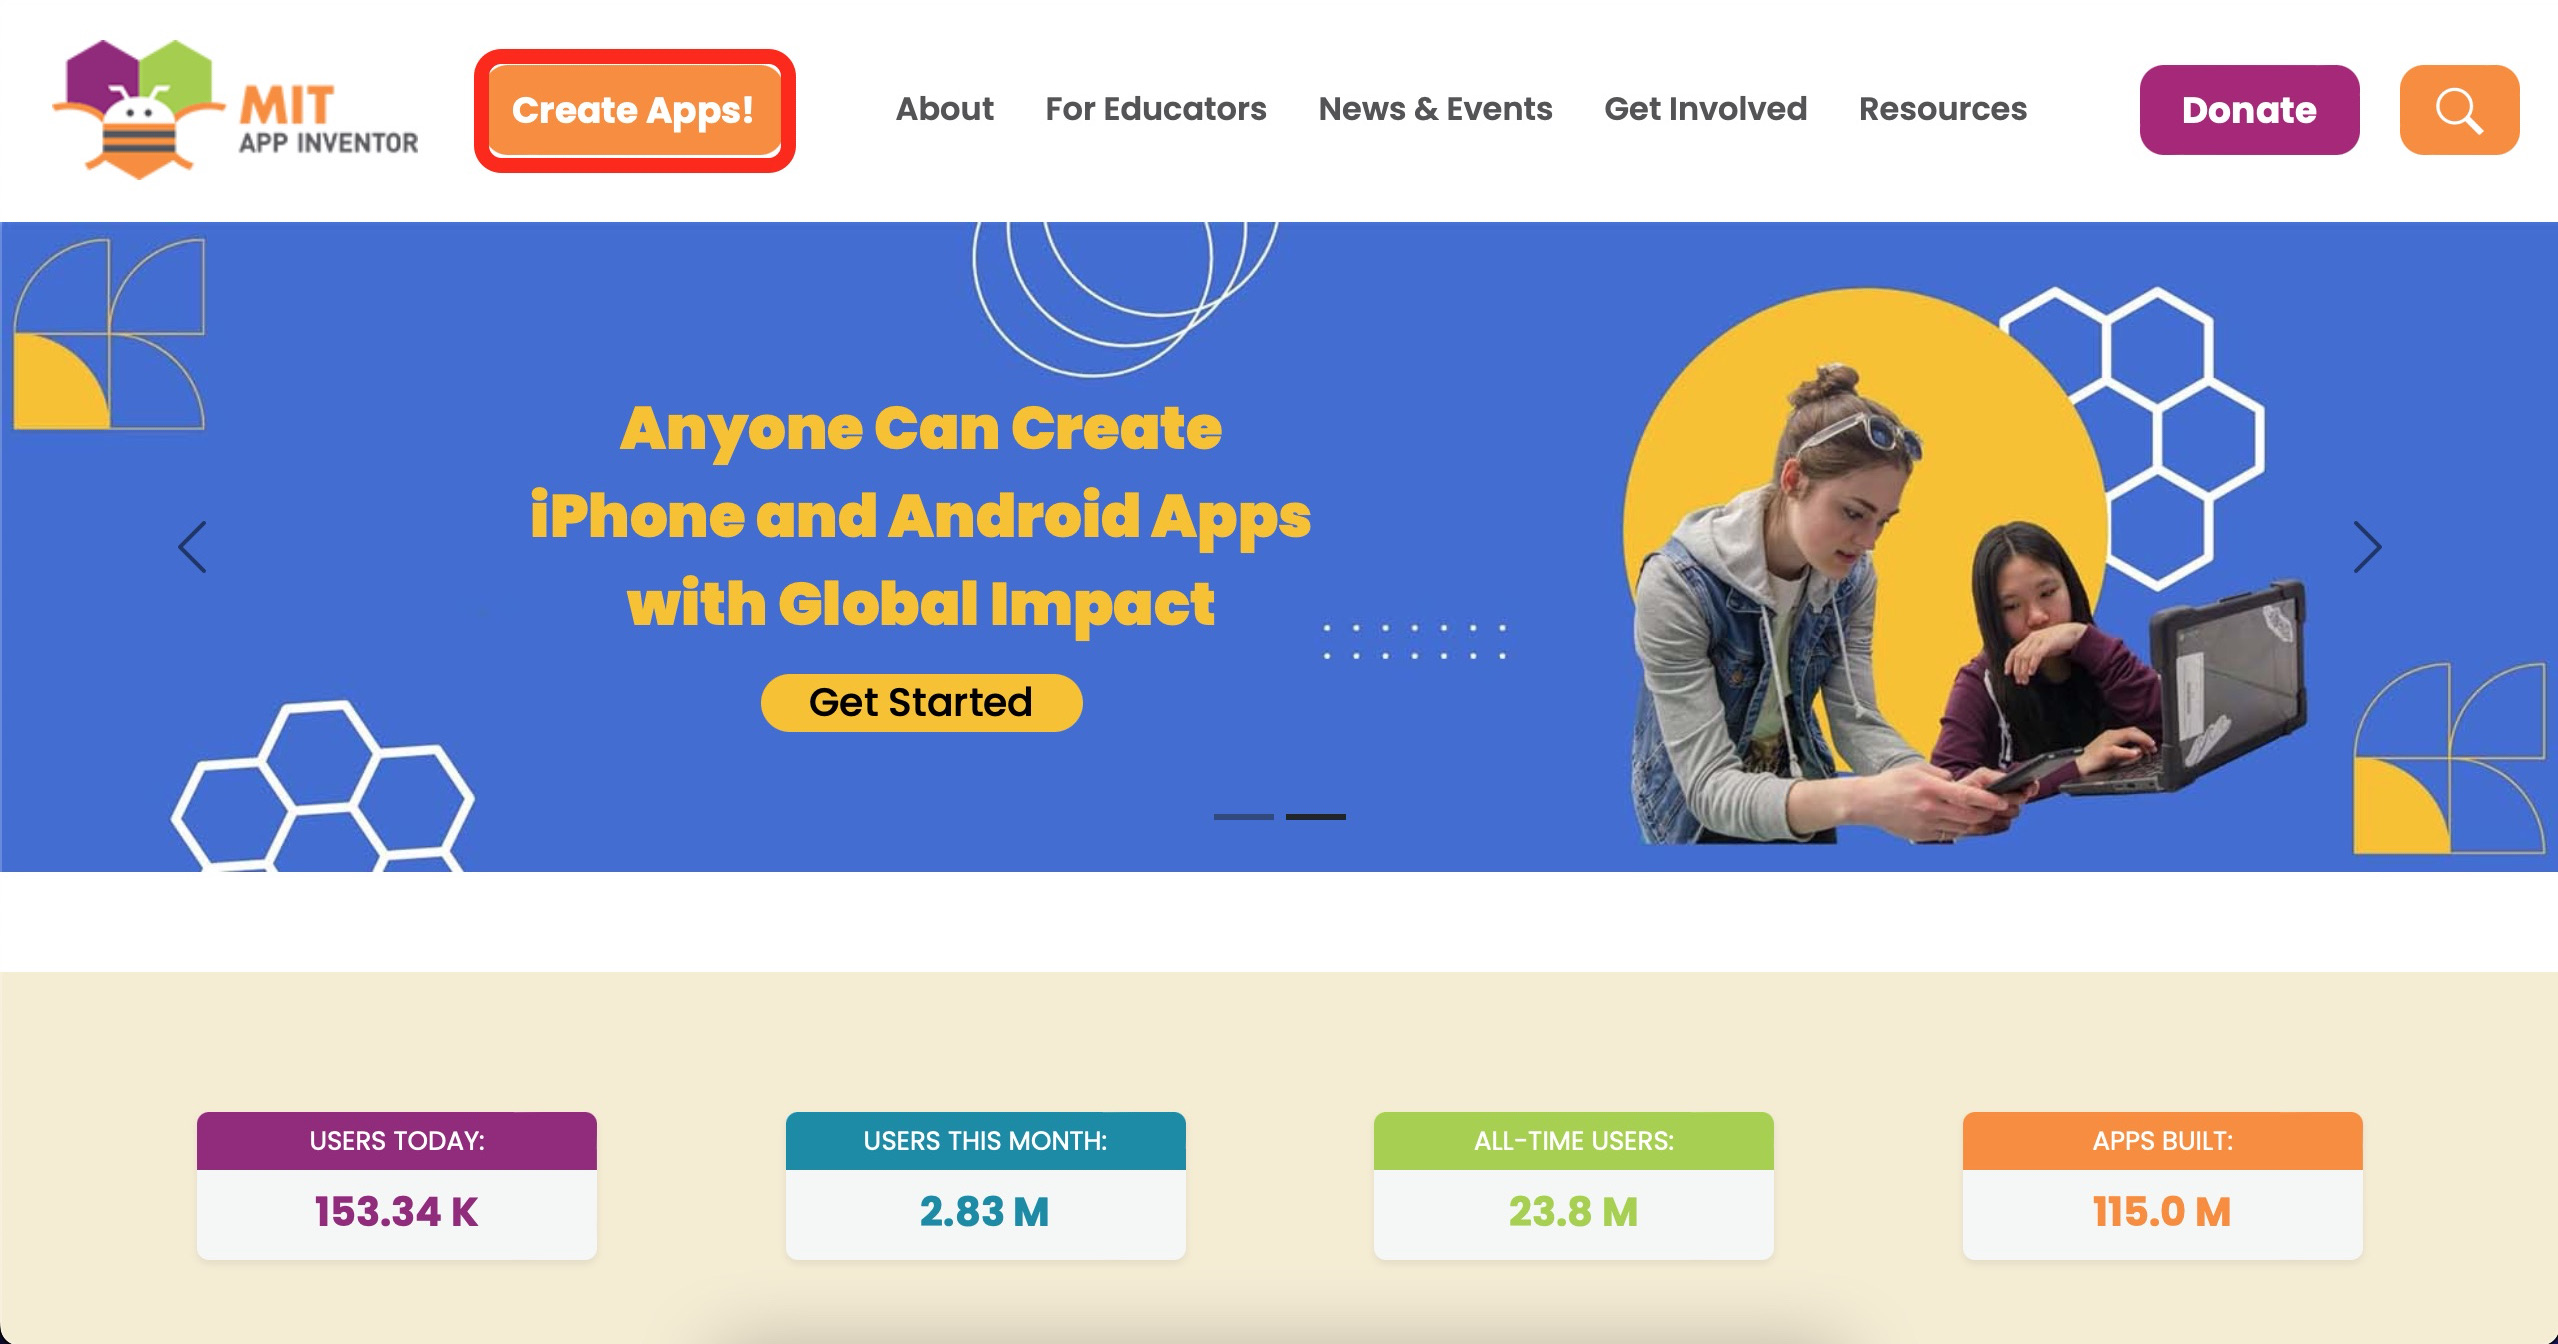 MIT
APP INVENTOR
Create Apps!
About
For Educators
News & Events
Get Involved
Resources
Donate
Anyone Can Create
iPhone and Android Apps
with Global Impact
Get Started
USERS TODAY:
153.34 K
USERS THIS MONTH:
2.83 M
ALL-TIME USERS:
23.8 M
APPS BUILT:
115.0 M